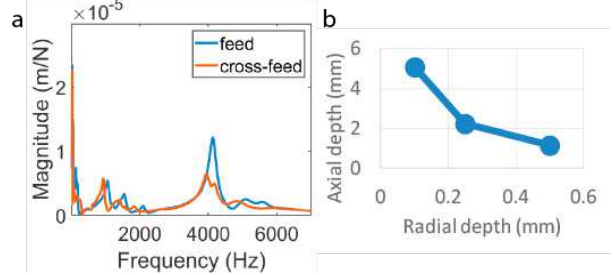 a
×10⁻⁵
feed
cross-feed
Magnitude (m/N)
2
1
0
2000
4000
6000
Frequency (Hz)
b
Axial depth (mm)
6
4
2
0
0
0.2
0.4
0.6
Radial depth (mm)